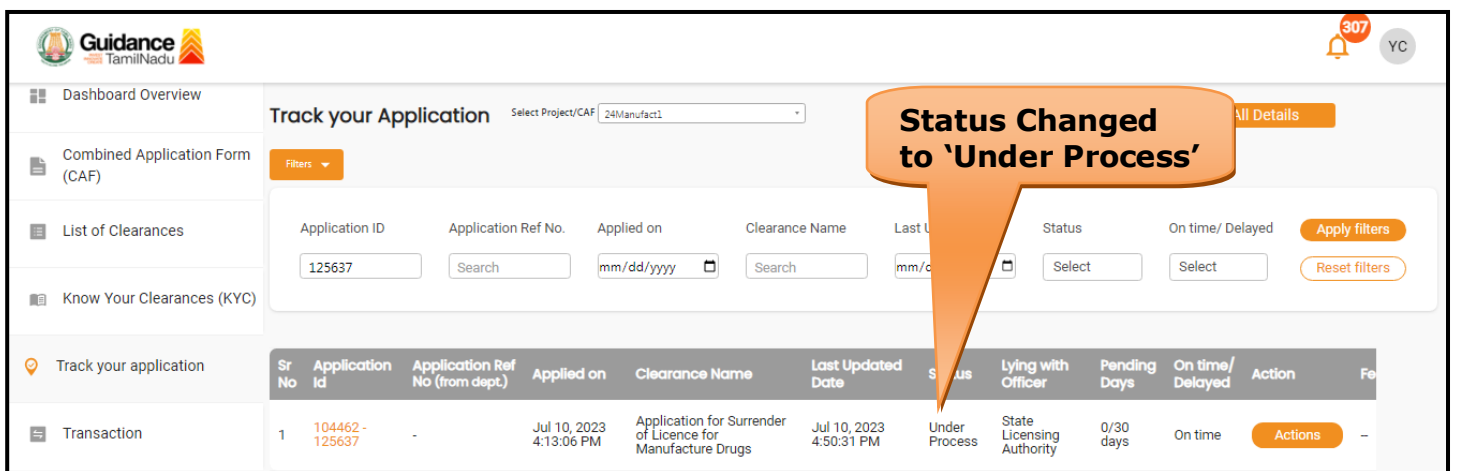 Guidance
TamilNadu
307
YC
Dashboard Overview
Combined Application Form
(CAF)
List of Clearances
Know Your Clearances (KYC)
Track your application
Transaction
Track your Application Select Project/CAF 24Manufact1
All Details
Status Changed
to ‘Under Process’
Filters
Application ID Application Ref No. Applied on Clearance Name Last Status On time/ Delayed Apply filters
125637 Search mm/dd/yyyy Search Select Select Reset filters
Sr No Application Id Application Ref No (from dept.) Applied on Clearance Name Last Updated Date Lying with Officer Pending Days On time/ Delayed Action
1 104462 - 125637 - Jul 10, 2023 4:13:06 PM Application for Surrender of Licence for Manufacture Drugs Jul 10, 2023 4:50:31 PM Under Process State Licensing Authority 0/30 days On time Actions --